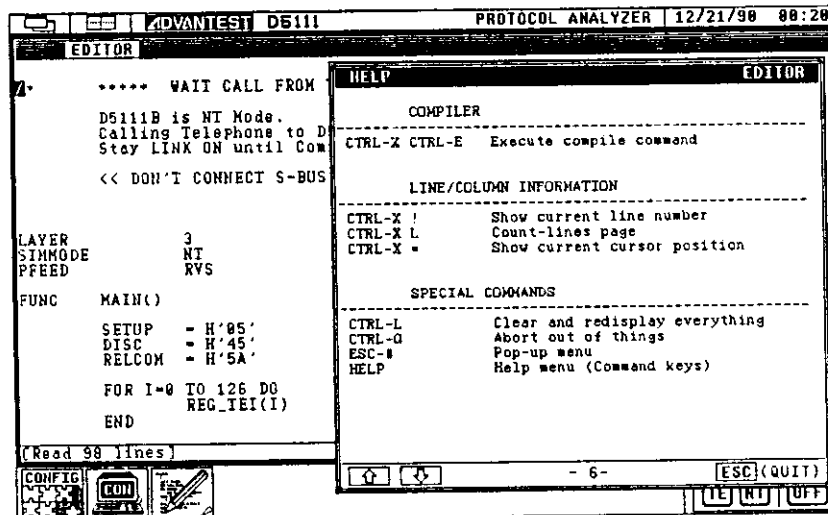 ADVANTEST D5111 PROTOCOL ANALYZER 12/21/90 00:20
EDITOR
***** WAIT CALL FROM
D5111B is NT Mode.
Calling Telephone to D
Stay LINK ON until Com
<< DON'T CONNECT S-BUS
LAYER 3
SIMMODE NT
PFEED RVS
FUNC MAIN()
SETUP = H'05'
DISC = H'45'
RELCOM = H'5A'
FOR I=0 TO 126 DO
REG_TEI(I)
END
[Read 98 lines]
CONFIG
HELP EDITOR
COMPILER
CTRL-X CTRL-E Execute compile command
LINE/COLUMN INFORMATION
CTRL-X ! Show current line number
CTRL-X L Count-lines page
CTRL-X = Show current cursor position
SPECIAL COMMANDS
CTRL-L Clear and redisplay everything
CTRL-G Abort out of things
ESC-# Pop-up menu
HELP Help menu (Command keys)
- 6-
ESC (QUIT)
TE NT OFF